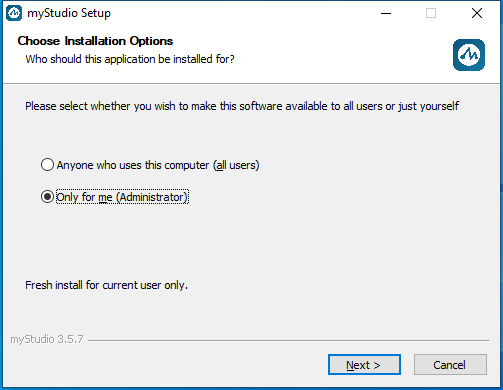 myStudio Setup
Choose Installation Options
Who should this application be installed for?
Please select whether you wish to make this software available to all users or just yourself
Anyone who uses this computer (all users)
Only for me (Administrator)
Fresh install for current user only.
myStudio 3.5.7
Next >
Cancel